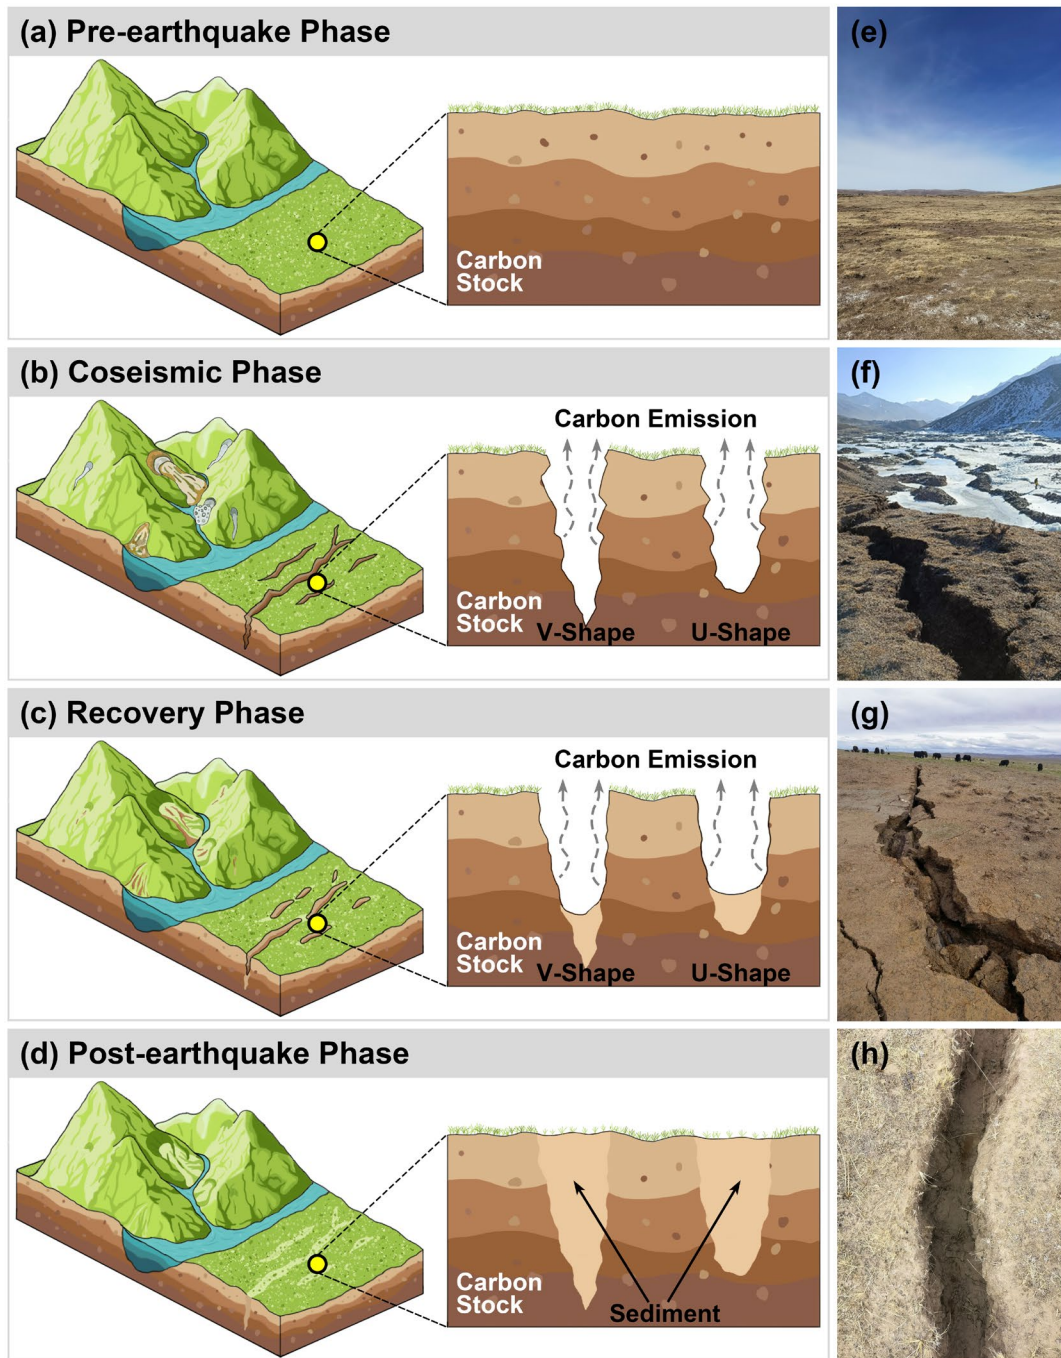 (a) Pre-earthquake Phase
Carbon
Stock
(e)
(b) Coseismic Phase
Carbon Emission
Carbon
Stock
V-Shape
U-Shape
(f)
(c) Recovery Phase
Carbon Emission
Carbon
Stock
V-Shape
U-Shape
(g)
(d) Post-earthquake Phase
Carbon
Stock
Sediment
(h)